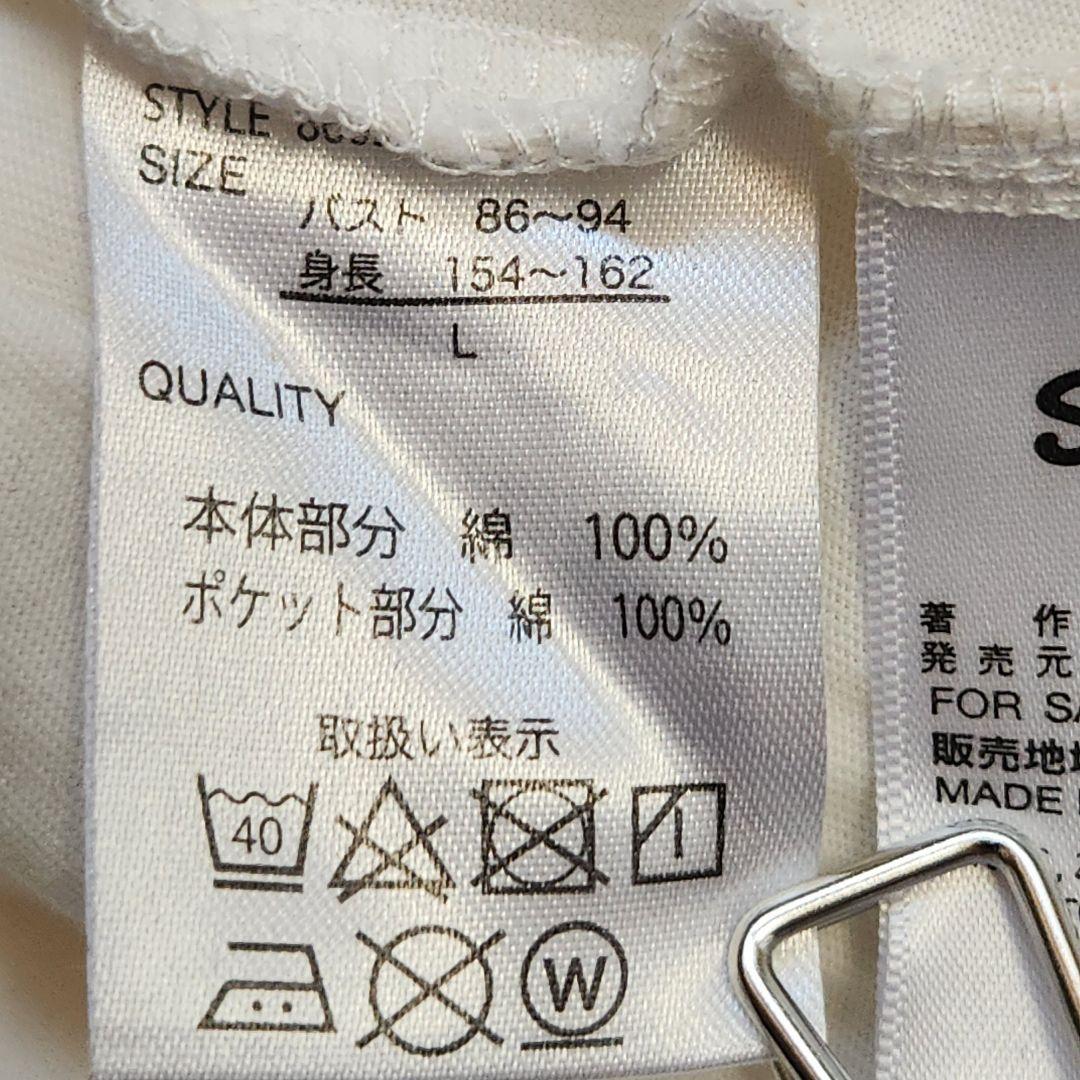 STYLE
SIZE
バスト 86～94
身長 154～162
L
QUALITY
本体部分 綿 100%
ポケット部分 綿 100%
取扱い表示
40
W
S
著 作
発売元
FOR SA
販売地
MADE